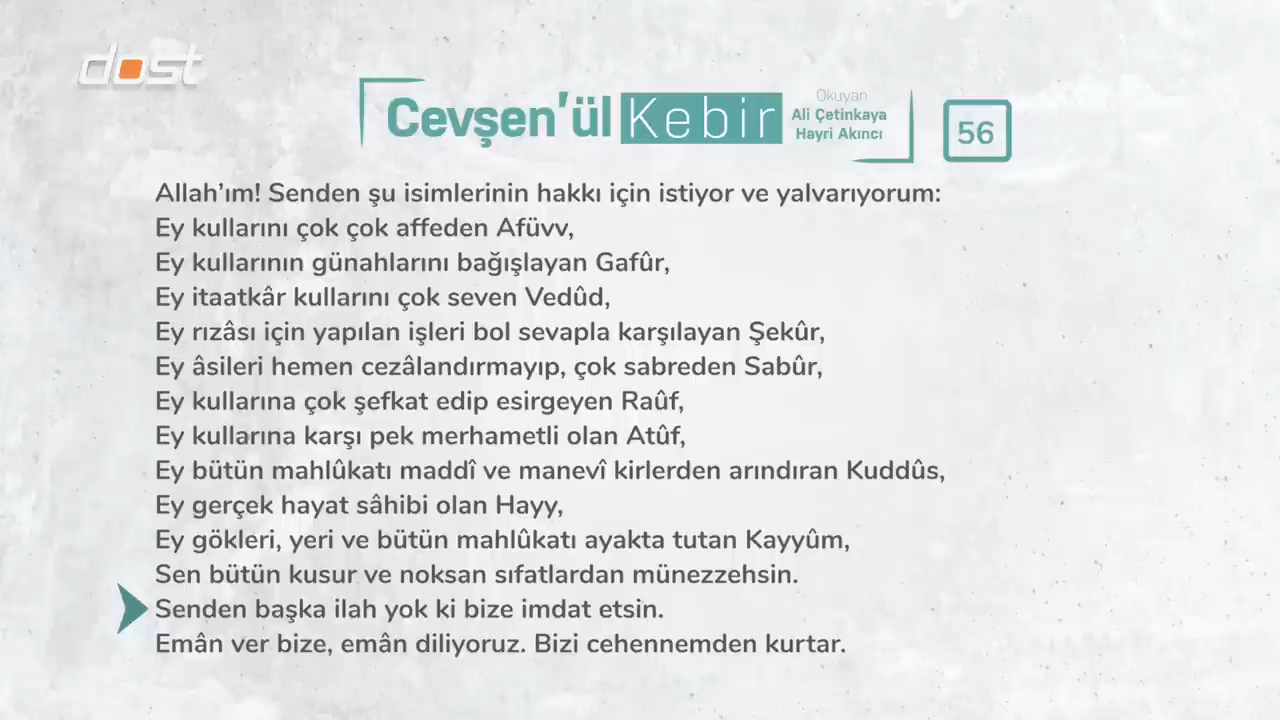 dost
Cevşen'ül Kebir
Okuyan
Ali Çetinkaya
Hayri Akıncı
56
Allah'ım! Senden şu isimlerinin hakkı için istiyor ve yalvarıyorum:
Ey kullarını çok çok affeden Afüvv,
Ey kullarının günahlarını bağışlayan Gafûr,
Ey itaatkâr kullarını çok seven Vedûd,
Ey rızâsı için yapılan işleri bol sevapla karşılayan Şekûr,
Ey âsileri hemen cezâlandırmayıp, çok sabreden Sabûr,
Ey kullarına çok şefkat edip esirgeyen Raûf,
Ey kullarına karşı pek merhametli olan Atûf,
Ey bütün mahlûkatı maddî ve manevî kirlerden arındıran Kuddûs,
Ey gerçek hayat sâhibi olan Hayy,
Ey gökleri, yeri ve bütün mahlûkatı ayakta tutan Kayyûm,
Sen bütün kusur ve noksan sıfatlardan münezzehsin.
Senden başka ilah yok ki bize imdat etsin.
Emân ver bize, emân diliyoruz. Bizi cehennemden kurtar.